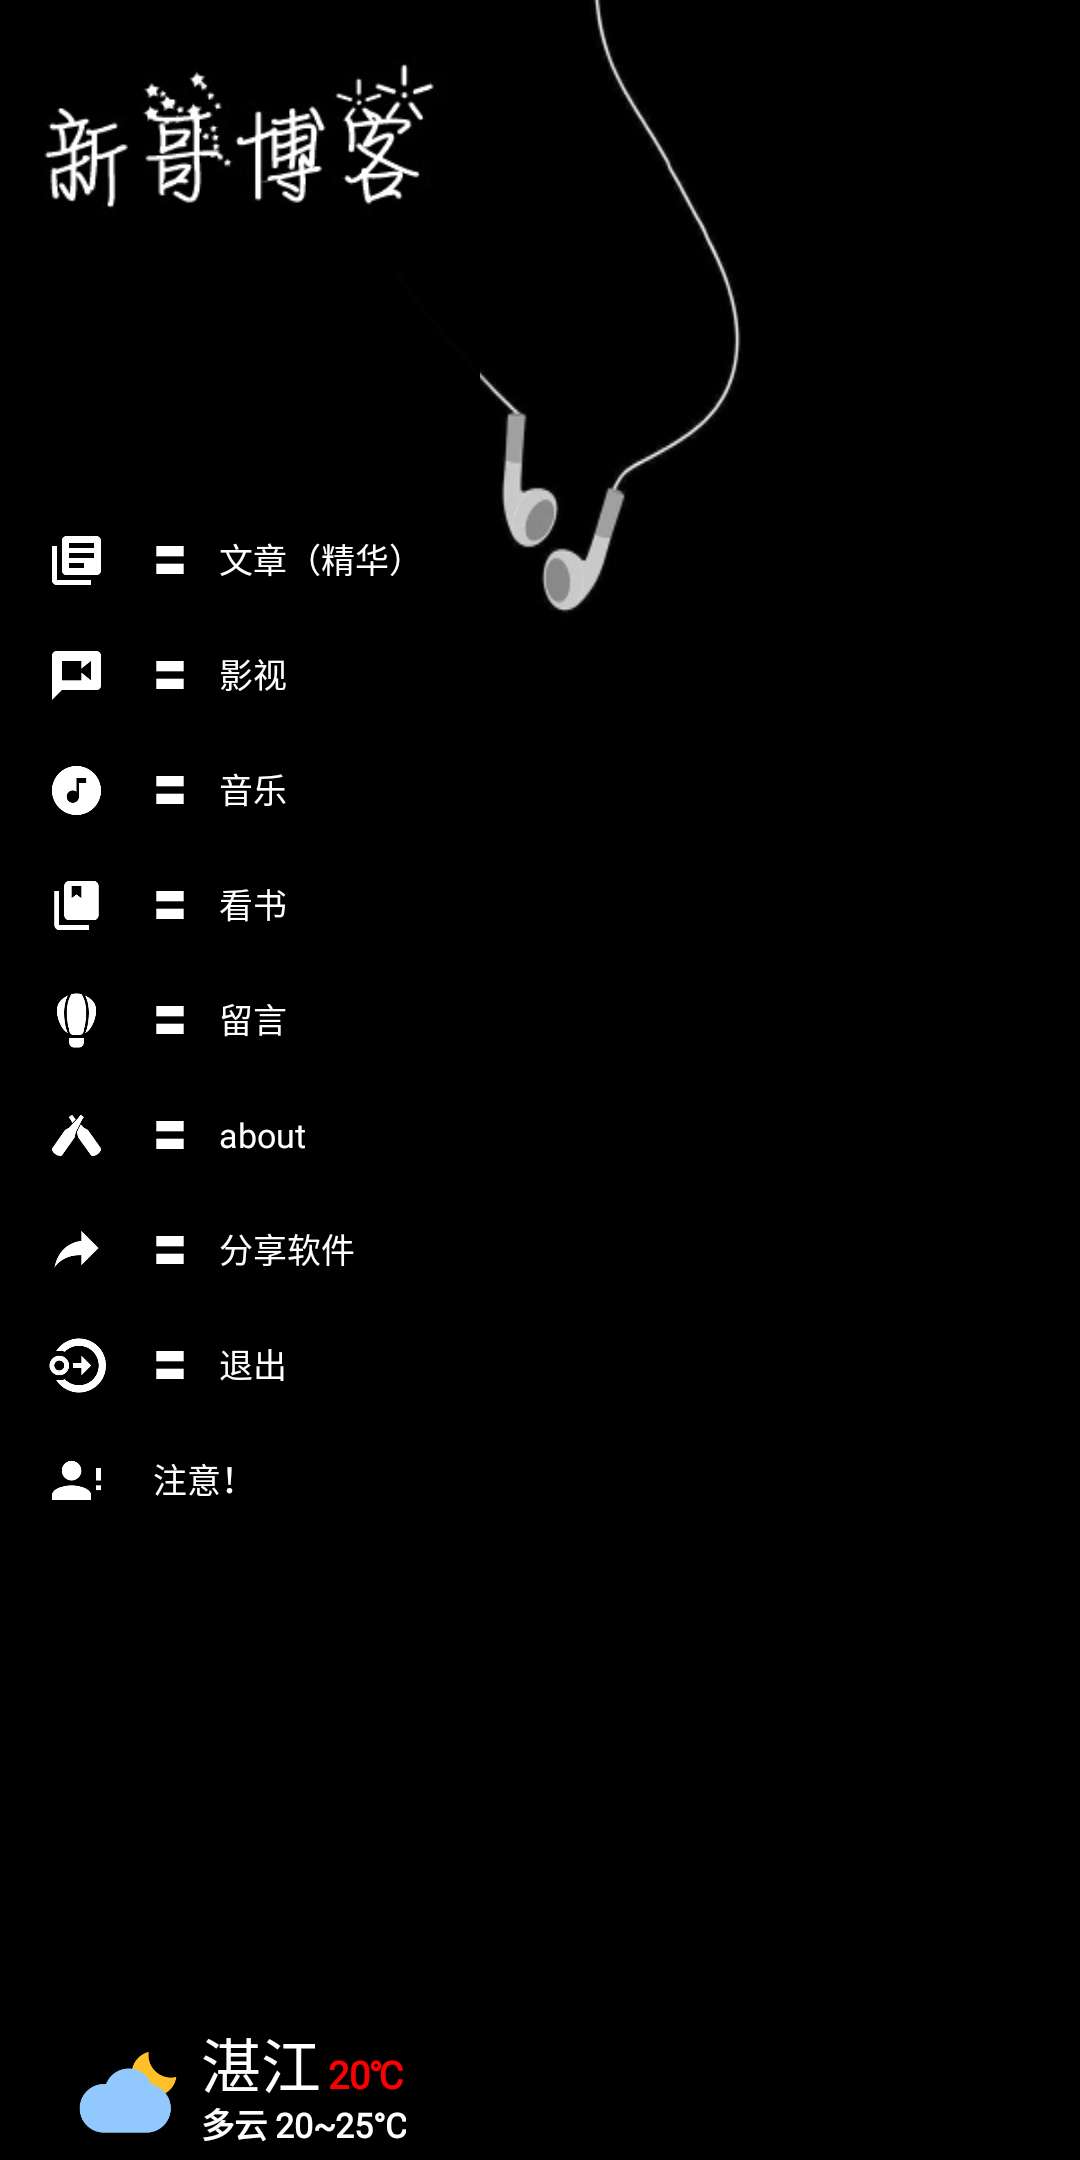 新哥博客
文章（精华）
影视
音乐
看书
留言
about
分享软件
退出
注意！
湛江 20℃
多云 20~25℃